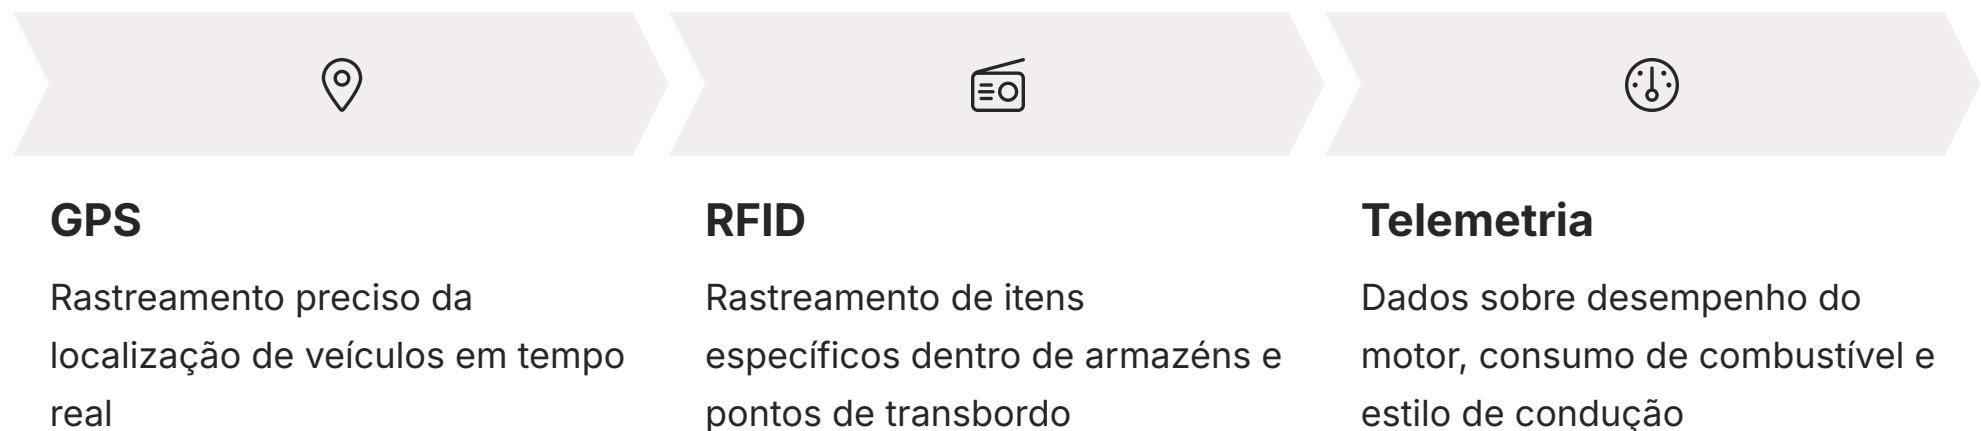 GPS
Rastreamento preciso da
localização de veículos em tempo
real
RFID
Rastreamento de itens
específicos dentro de armazéns e
pontos de transbordo
Telemetria
Dados sobre desempenho do
motor, consumo de combustível e
estilo de condução